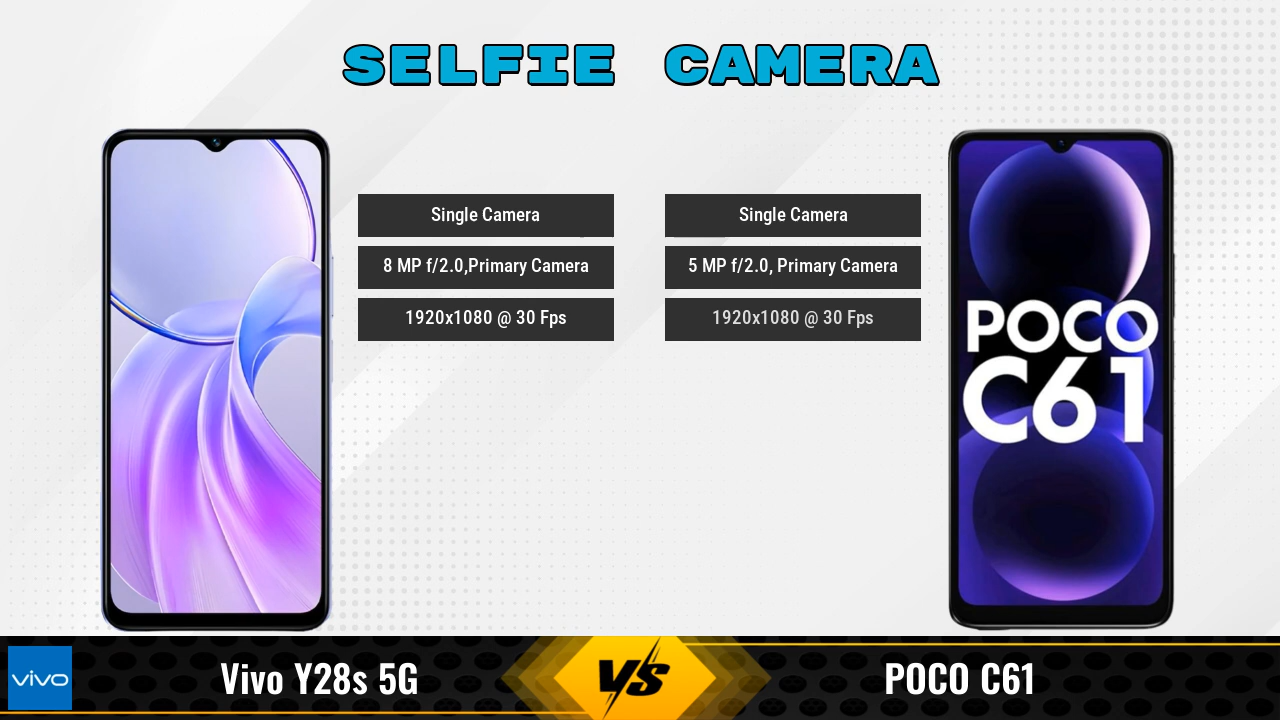 SELFIE CAMERA
Single Camera
8 MP f/2.0,Primary Camera
1920x1080 @ 30 Fps
Single Camera
5 MP f/2.0, Primary Camera
1920x1080 @ 30 Fps
POCO
C61
vivo
Vivo Y28s 5G
VS
POCO C61